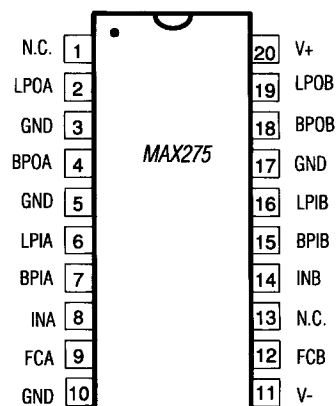 N.C. 1
LPOA 2
GND 3
BPOA 4
GND 5
LPIA 6
BPIA 7
INA 8
FCA 9
GND 10
MAX275
20 V+
19 LPOB
18 BPOB
17 GND
16 LPIB
15 BPIB
14 INB
13 N.C.
12 FCB
11 V-